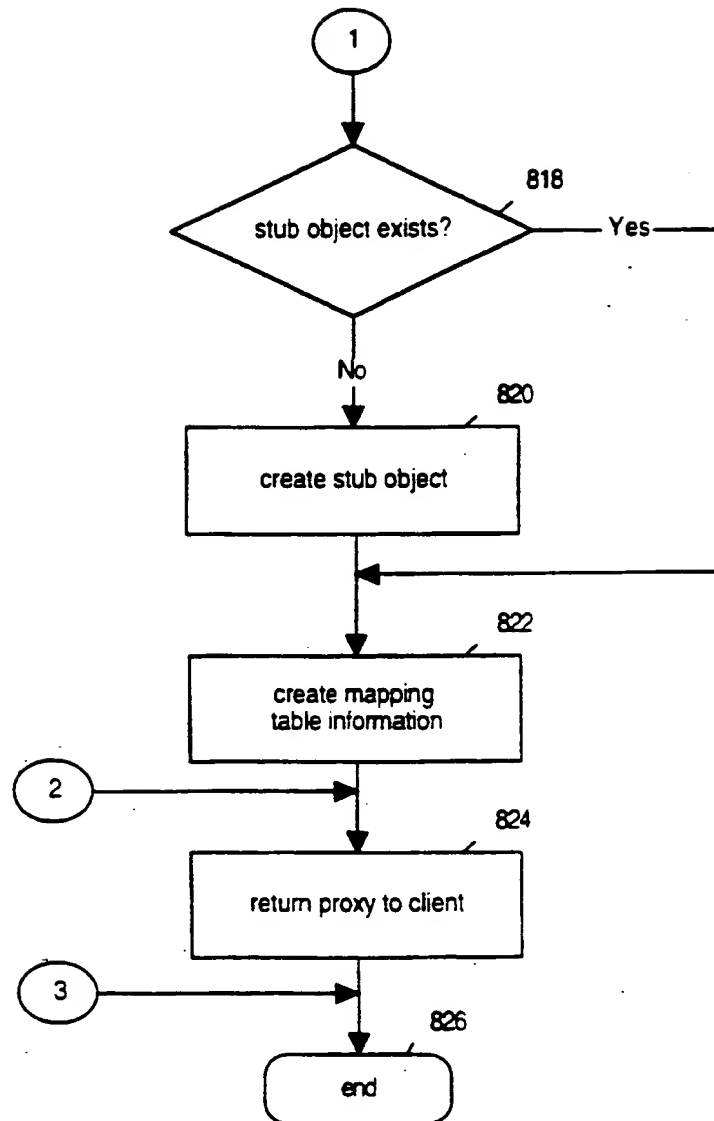 1
818
stub object exists?
Yes
No
820
create stub object
822
create mapping
table information
2
824
return proxy to client
3
826
end